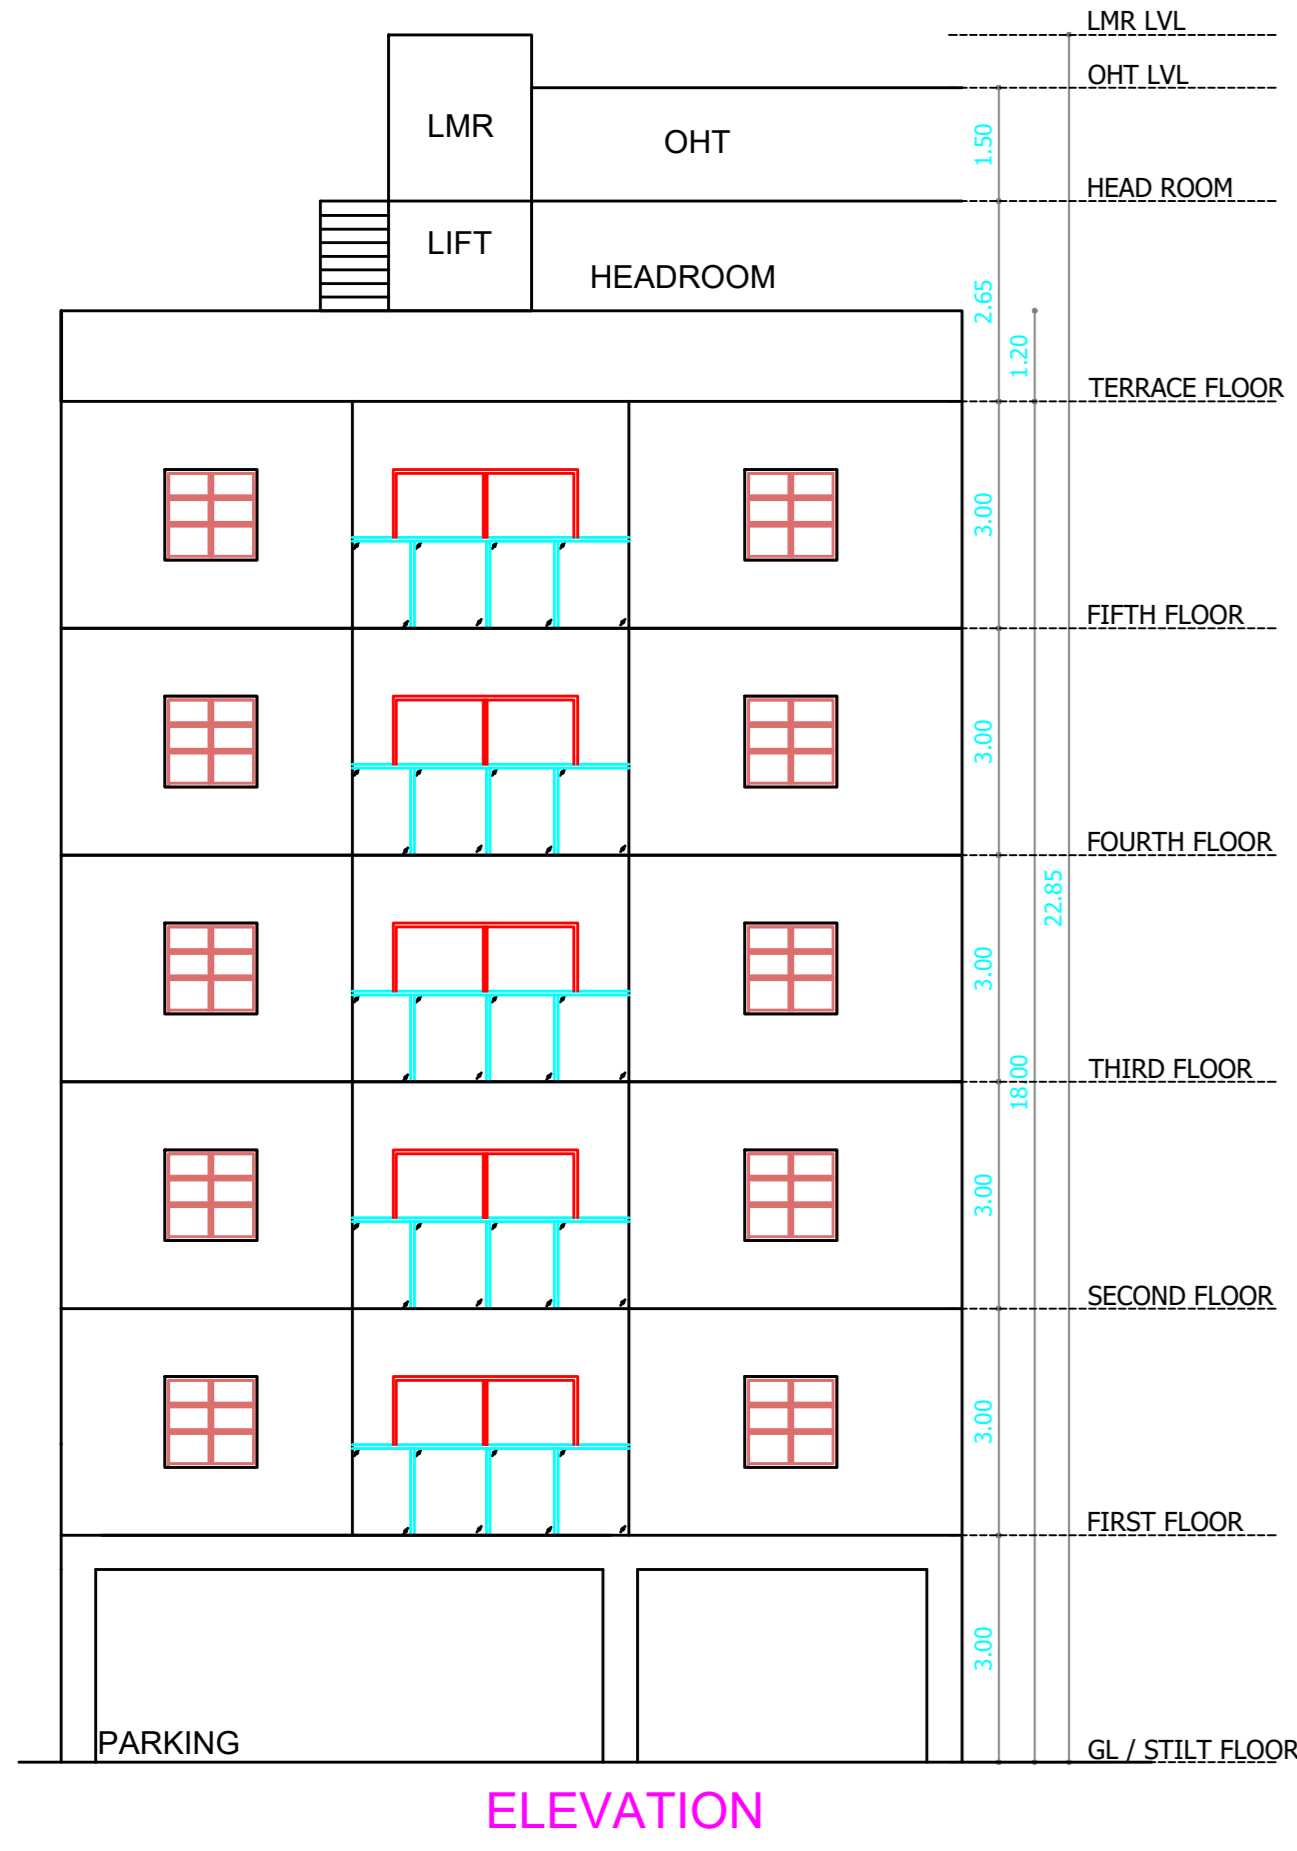 LMR LVL
OHT LVL
LMR
OHT
1.50
HEAD ROOM
LIFT
HEADROOM
2.65
1.20
TERRACE FLOOR
3.00
FIFTH FLOOR
3.00
FOURTH FLOOR
22.85
3.00
THIRD FLOOR
18.00
3.00
SECOND FLOOR
3.00
FIRST FLOOR
3.00
PARKING
GL / STILT FLOOR
ELEVATION